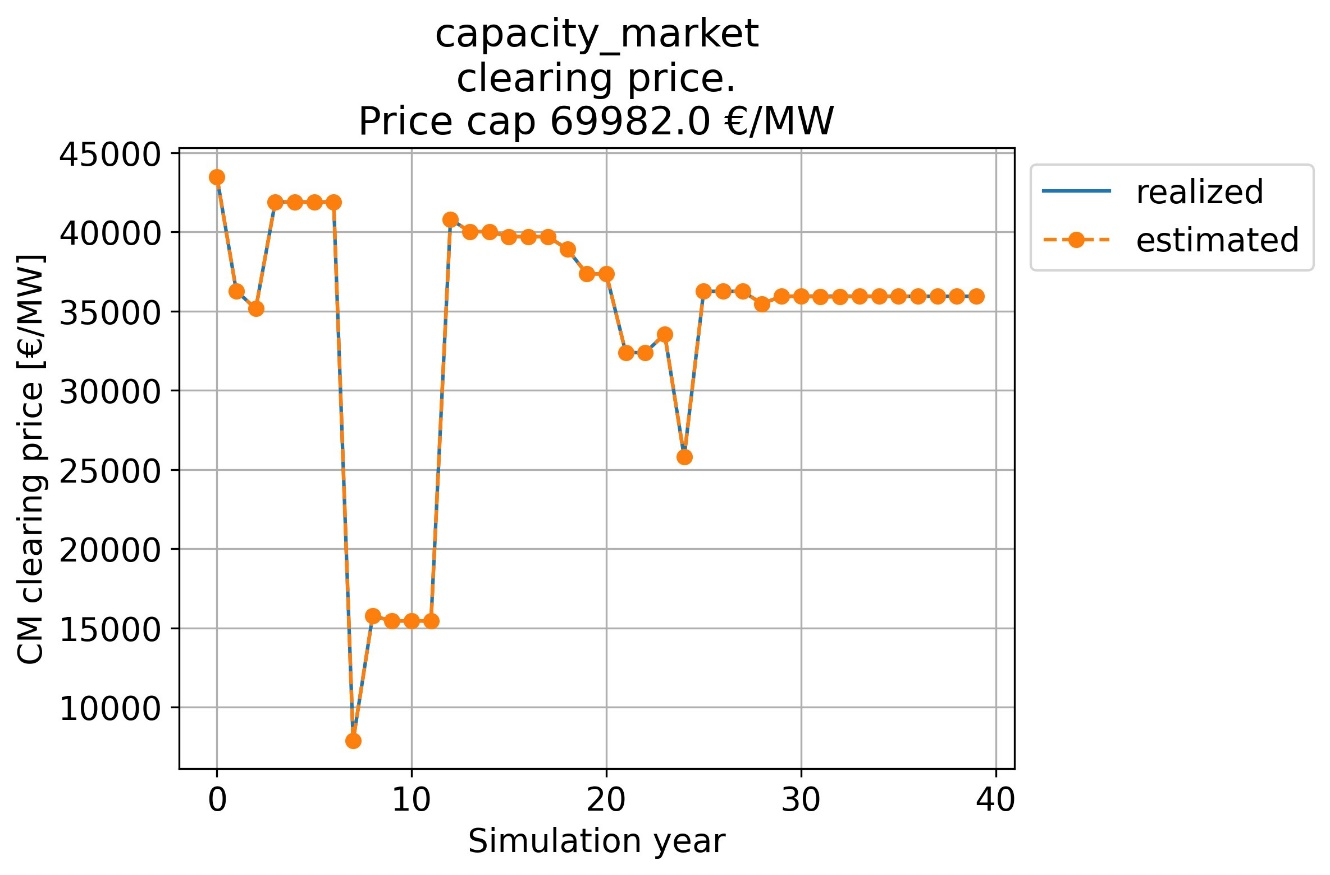 capacity_market
clearing price.
Price cap 69982.0 €/MW
45000
40000
35000
30000
25000
20000
15000
10000
CM clearing price [€/MW]
0
10
20
30
40
Simulation year
realized
estimated